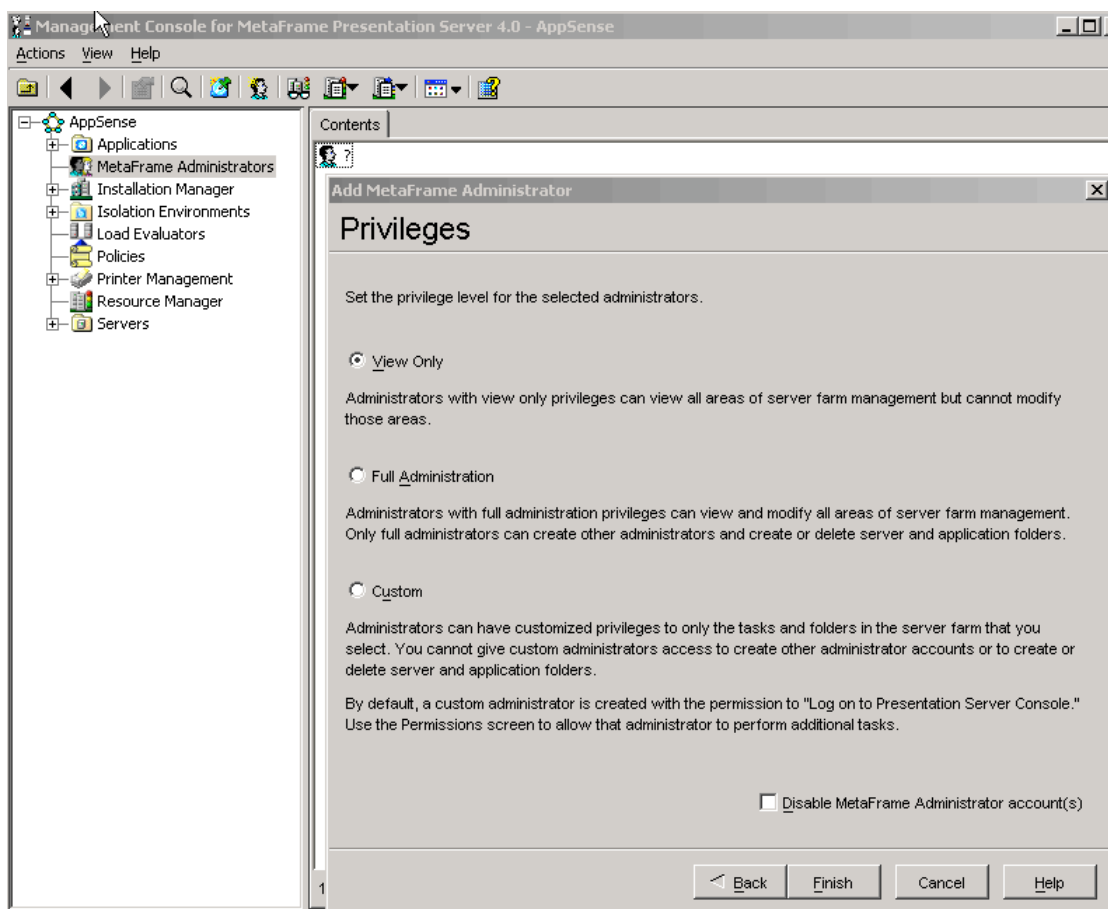 Management Console for MetaFrame Presentation Server 4.0 - AppSense
Actions View Help
AppSense
Applications
MetaFrame Administrators
Installation Manager
Isolation Environments
Load Evaluators
Policies
Printer Management
Resource Manager
Servers
Contents
?
Add MetaFrame Administrator
Privileges
Set the privilege level for the selected administrators.
View Only
Administrators with view only privileges can view all areas of server farm management but cannot modify
those areas.
Full Administration
Administrators with full administration privileges can view and modify all areas of server farm management.
Only full administrators can create other administrators and create or delete server and application folders.
Custom
Administrators can have customized privileges to only the tasks and folders in the server farm that you
select. You cannot give custom administrators access to create other administrator accounts or to create or
delete server and application folders.
By default, a custom administrator is created with the permission to "Log on to Presentation Server Console."
Use the Permissions screen to allow that administrator to perform additional tasks.
Disable MetaFrame Administrator account(s)
1
Back Finish Cancel Help